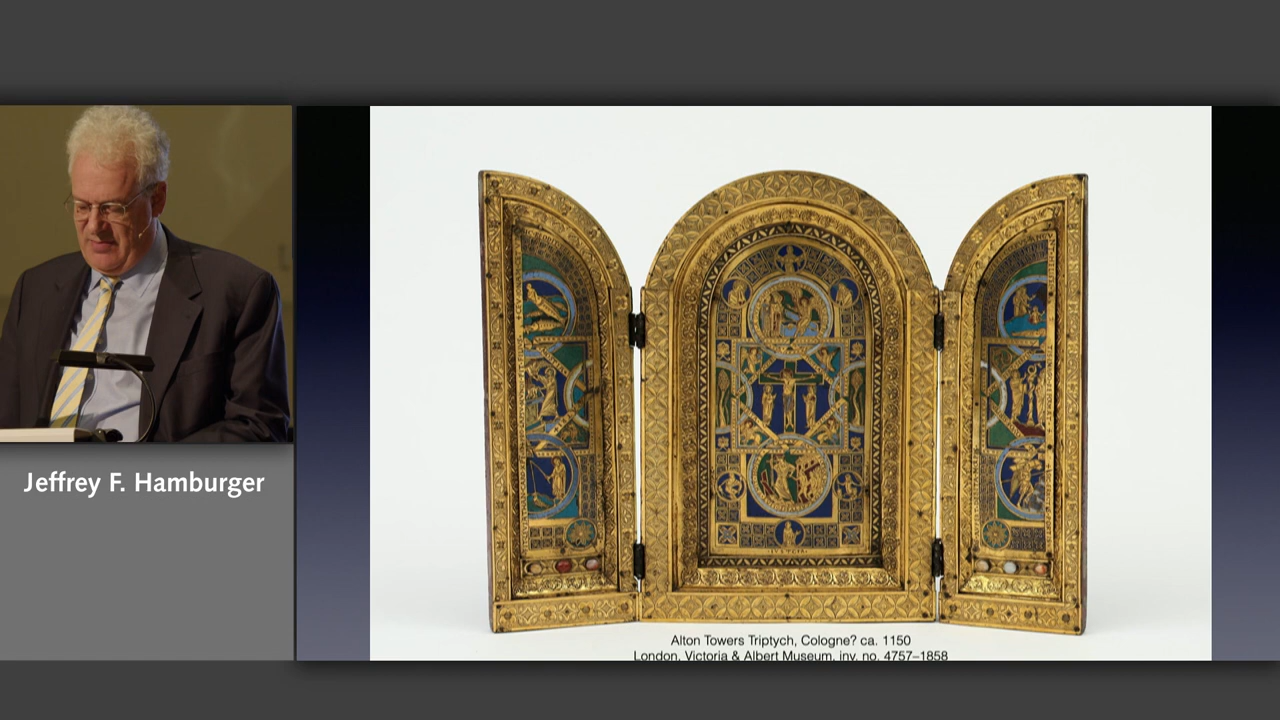 Jeffrey F. Hamburger
Alton Towers Triptych, Cologne? ca. 1150
London, Victoria & Albert Museum, inv. no. 4757–1858